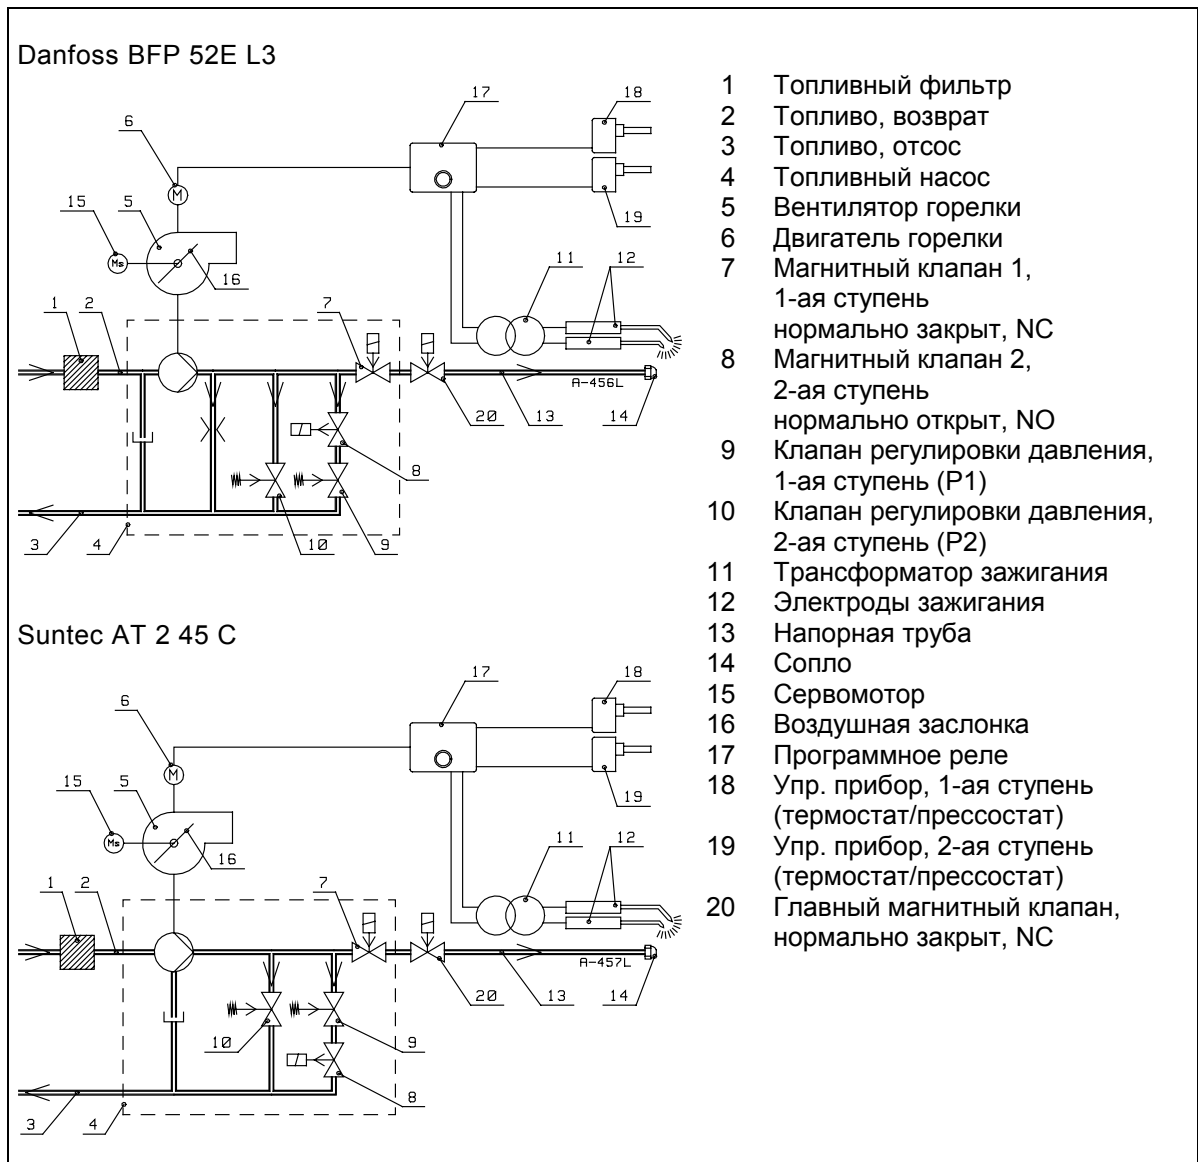 Danfoss BFP 52E L3
17
18
6
M
15
5
19
Ms
16
11
12
1
2
7
A-456L
20
13
14
8
3
4
10
9
Suntec AT 2 45 C
17
18
6
M
15
5
19
Ms
16
11
12
1
2
7
A-457L
20
13
14
10
9
8
3
4
1 Топливный фильтр
2 Топливо, возврат
3 Топливо, отсос
4 Топливный насос
5 Вентилятор горелки
6 Двигатель горелки
7 Магнитный клапан 1,
1-ая ступень
нормально закрыт, NC
8 Магнитный клапан 2,
2-ая ступень
нормально открыт, NO
9 Клапан регулировки давления,
1-ая ступень (P1)
10 Клапан регулировки давления,
2-ая ступень (P2)
11 Трансформатор зажигания
12 Электроды зажигания
13 Напорная труба
14 Сопло
15 Сервомотор
16 Воздушная заслонка
17 Программное реле
18 Упр. прибор, 1-ая ступень
(термостат/прессостат)
19 Упр. прибор, 2-ая ступень
(термостат/прессостат)
20 Главный магнитный клапан,
нормально закрыт, NC